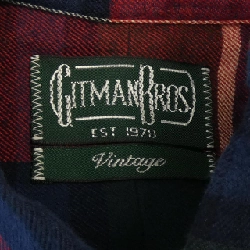 GITMAN BROS.
EST 1978
Vintage